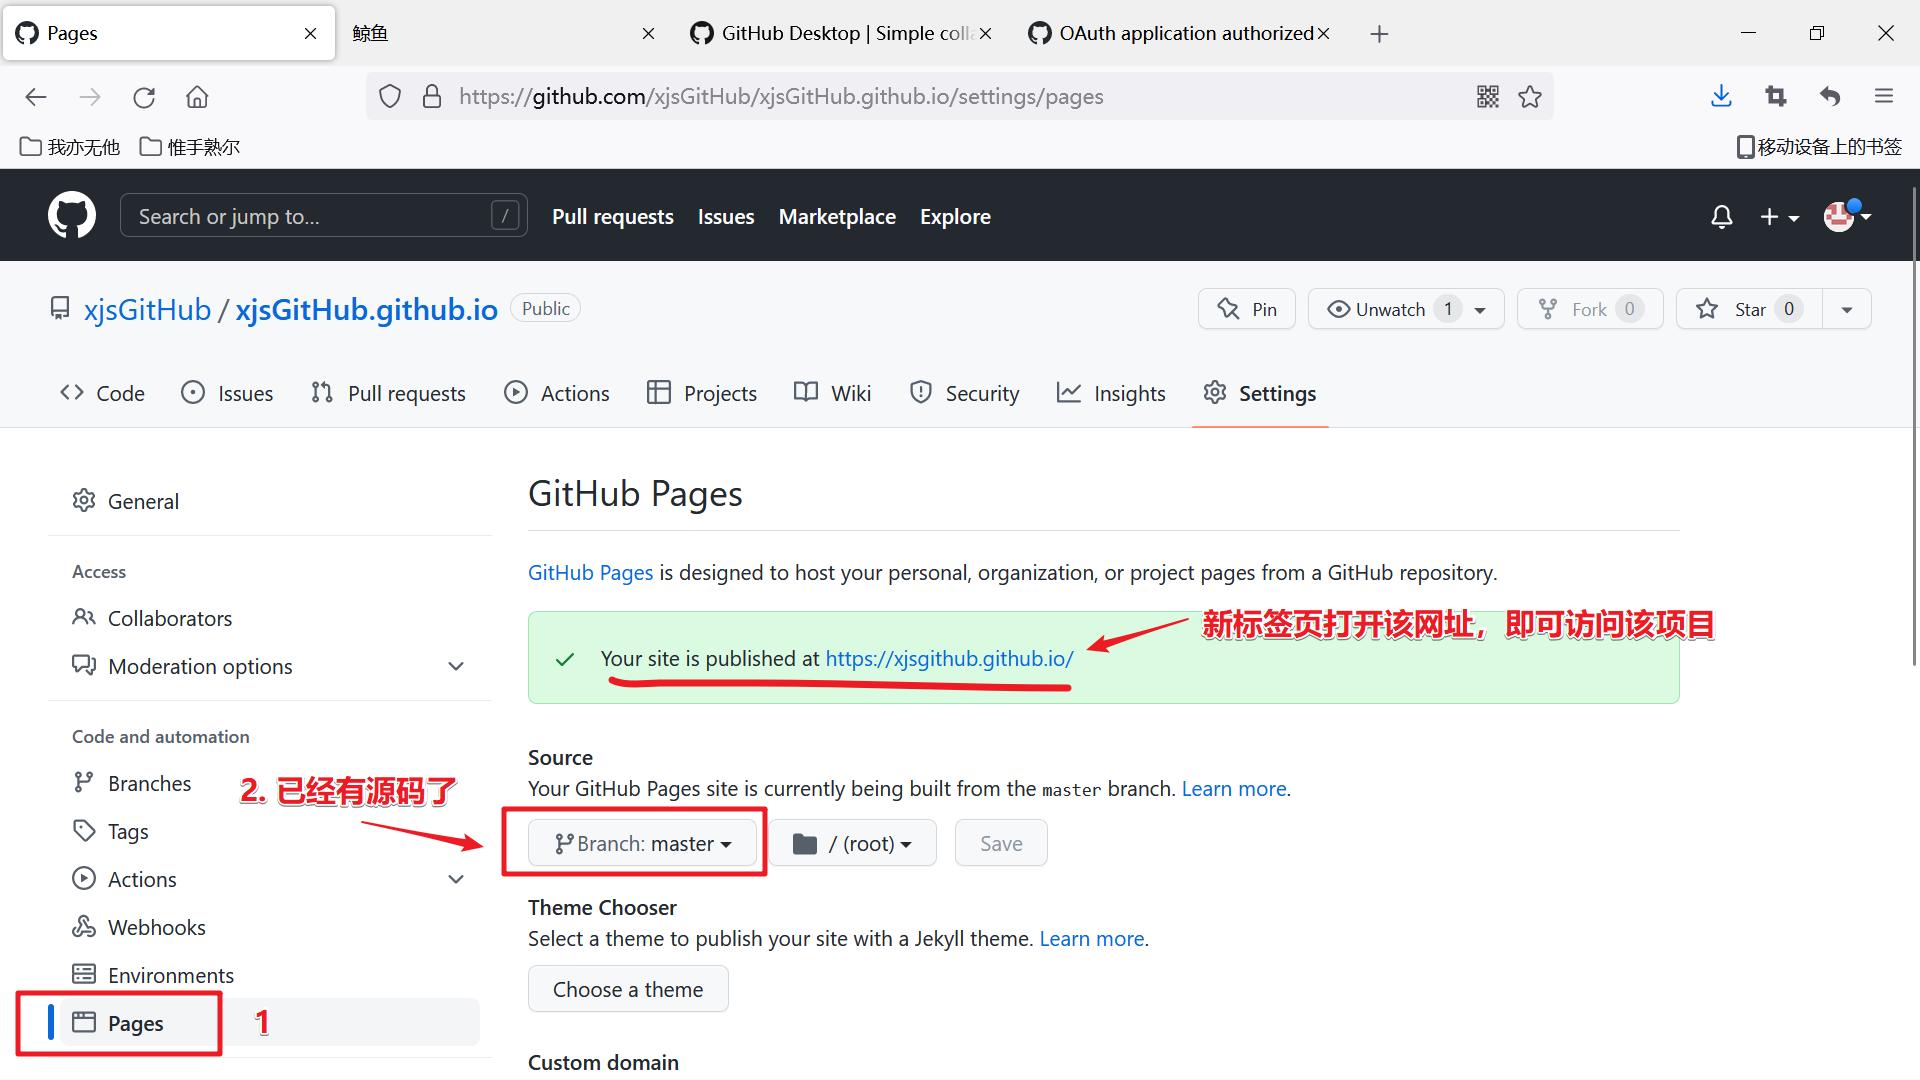 Pages
鲸鱼
GitHub Desktop | Simple coll
OAuth application authorized
https://github.com/xjsGitHub/xjsGitHub.github.io/settings/pages
我亦无他
惟手熟尔
移动设备上的书签
Search or jump to...
/
Pull requests
Issues
Marketplace
Explore
xjsGitHub / xjsGitHub.github.io
Public
Pin
Unwatch 1
Fork 0
Star 0
Code
Issues
Pull requests
Actions
Projects
Wiki
Security
Insights
Settings
General
Access
Collaborators
Moderation options
Code and automation
Branches
Tags
Actions
Webhooks
Environments
Pages
1
2. 已经有源码了
GitHub Pages
GitHub Pages is designed to host your personal, organization, or project pages from a GitHub repository.
新标签页打开该网址，即可访问该项目
Your site is published at https://xjsgithub.github.io/
Source
Your GitHub Pages site is currently being built from the master branch. Learn more.
Branch: master
/ (root)
Save
Theme Chooser
Select a theme to publish your site with a Jekyll theme. Learn more.
Choose a theme
Custom domain